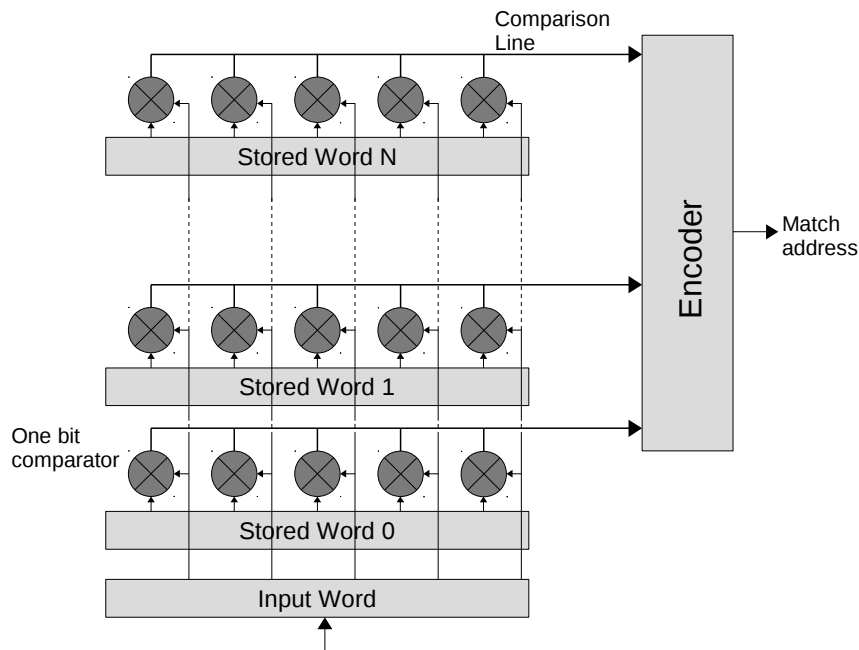 Comparison
Line
Stored Word N
Encoder
Match
address
Stored Word 1
One bit
comparator
Stored Word 0
Input Word